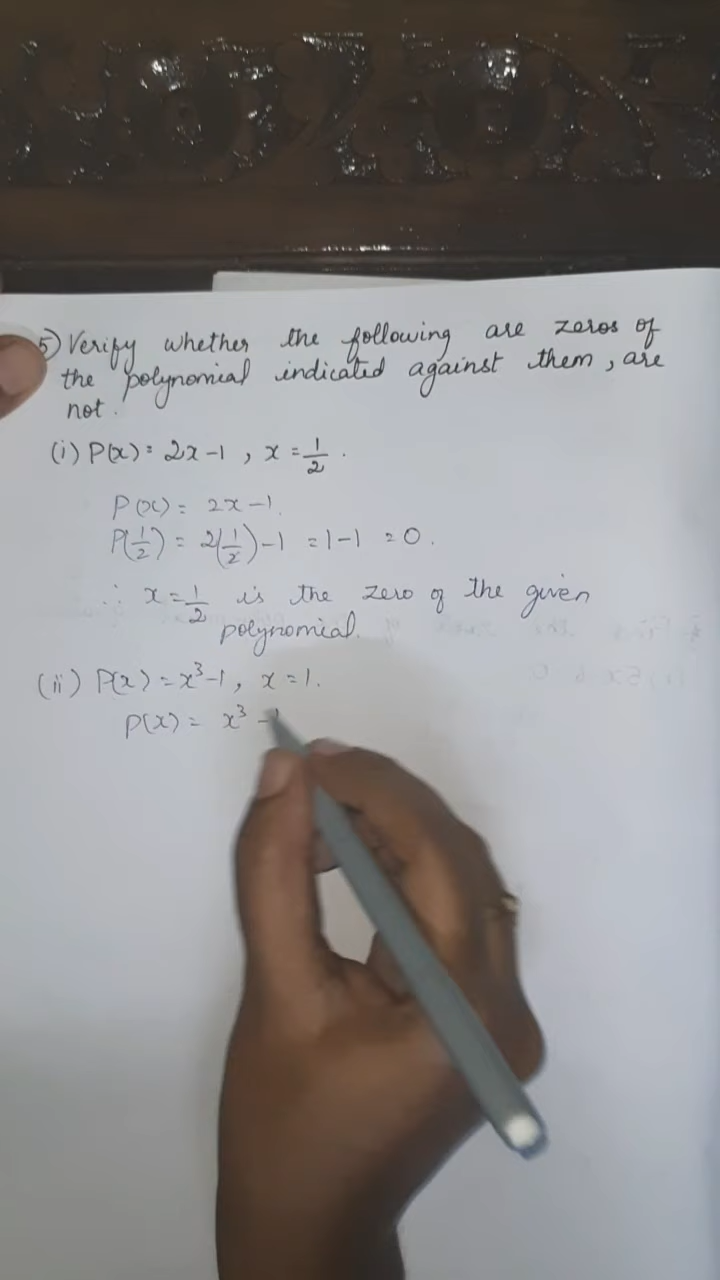 5) Verify whether the following are zeros of
the polynomial indicated against them, are
not.
(i) P(x) = 2x-1, x = 1/2.
P(x) = 2x-1.
P(1/2) = 2(1/2)-1 = 1-1 = 0.
∴ x = 1/2 is the zero of the given
polynomial.
(ii) P(x) = x³-1, x = 1.
P(x) = x³ -1